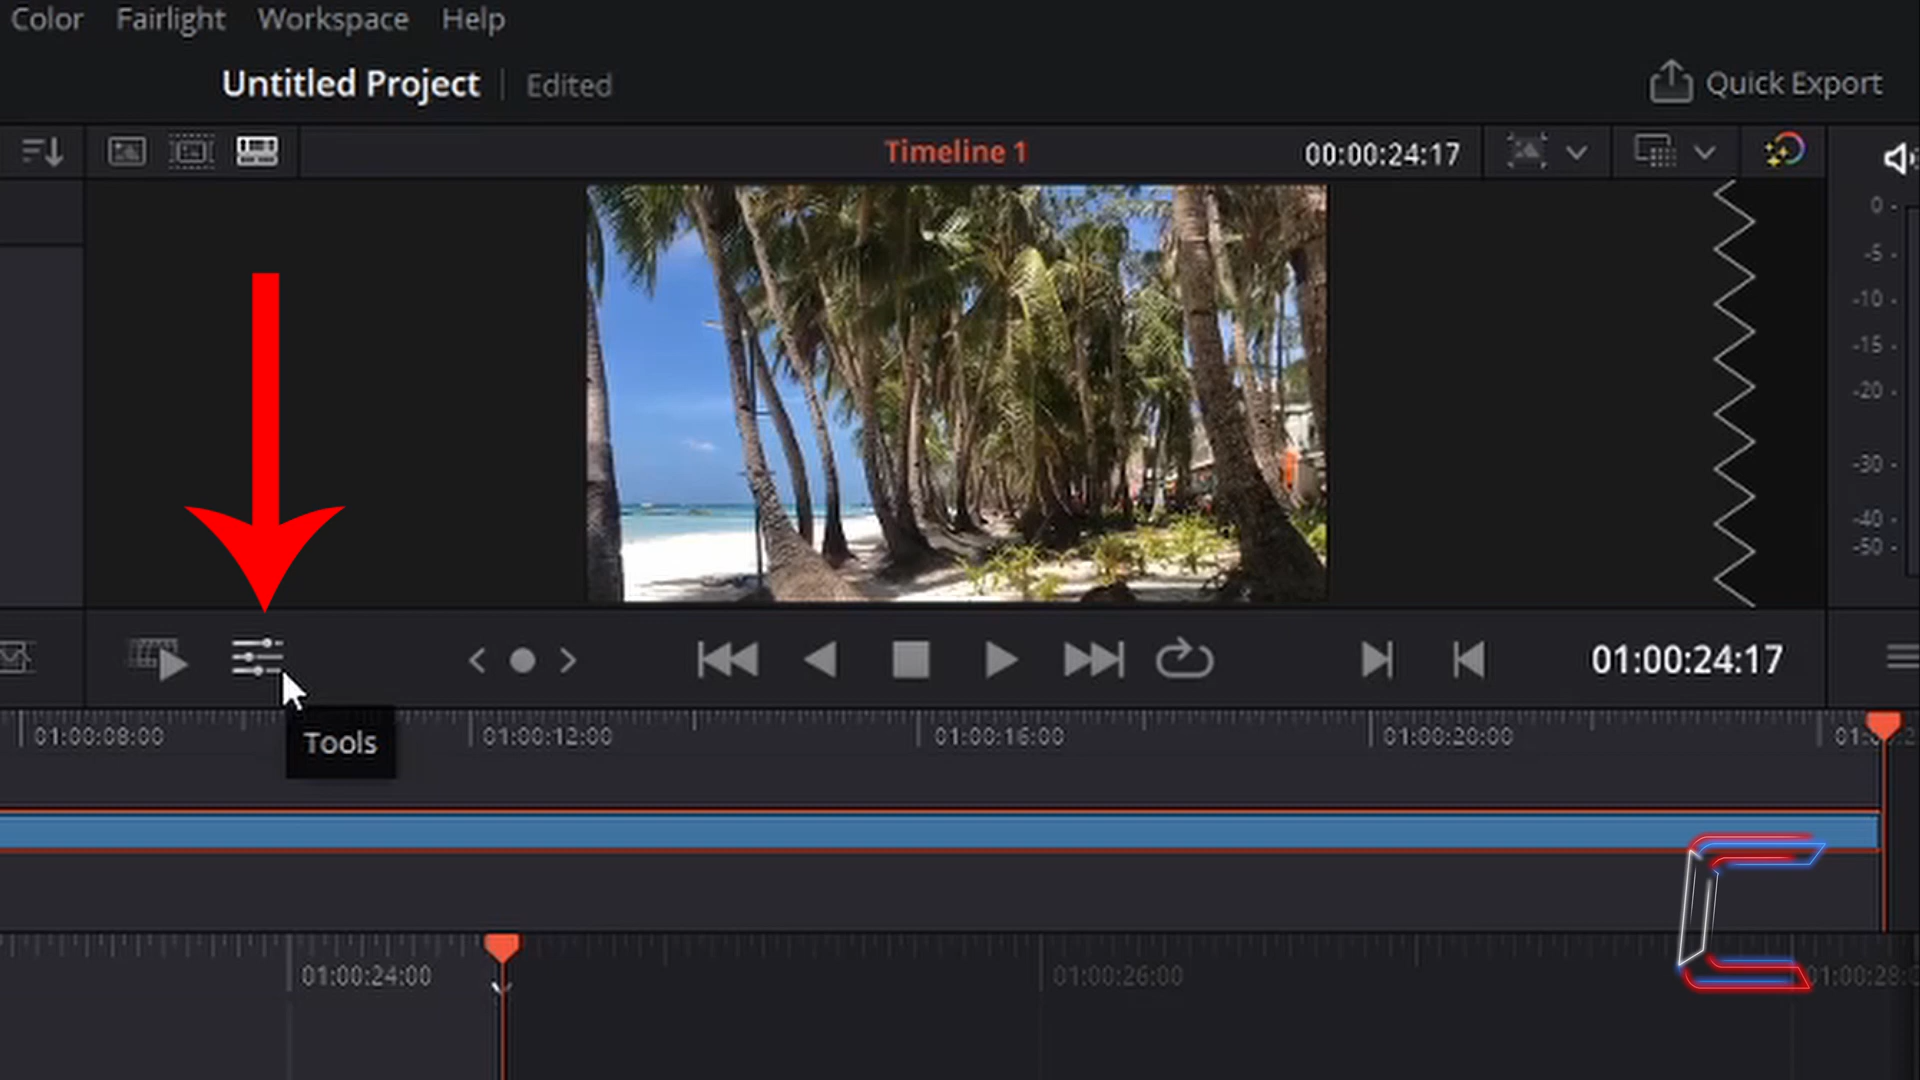 Color Fairlight Workspace Help
Untitled Project Edited
Quick Export
Timeline 1
00:00:24:17
0 -
-5 -
-10 -
-15 -
-20 -
-30 -
-40 -
-50 -
01:00:24:17
01:00:08:00 01:00:12:00 01:00:16:00 01:00:20:00
Tools
01:00:24:00 01:00:26:00